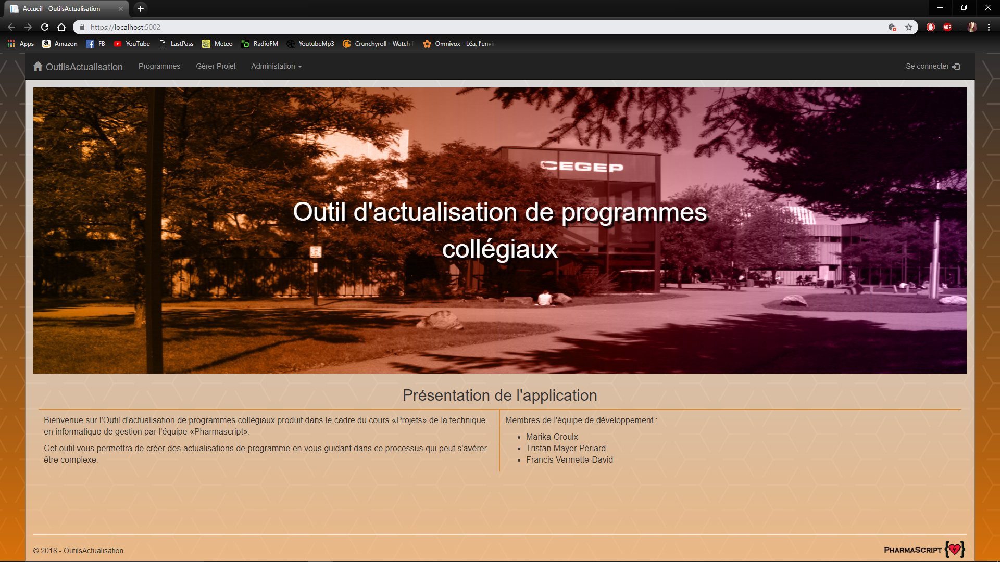 Accueil - OutilsActualisation
https://localhost:5002
Apps Amazon FB YouTube LastPass Meteo RadioFM YoutubeMp3 Crunchyroll - Watch Omnivox - Léa, l'envi
OutilsActualisation Programmes Gérer Projet Administation Se connecter
CEGEP
Outil d'actualisation de programmes
collégiaux
Présentation de l'application
Bienvenue sur l'Outil d'actualisation de programmes collégiaux produit dans le cadre du cours «Projets» de la technique
en informatique de gestion par l'équipe «Pharmascript».
Cet outil vous permettra de créer des actualisations de programme en vous guidant dans ce processus qui peut s'avérer
être complexe.
Membres de l'équipe de développement :
Marika Groulx
Tristan Mayer Périard
Francis Vermette-David
© 2018 - OutilsActualisation
PHARMASCRIPT